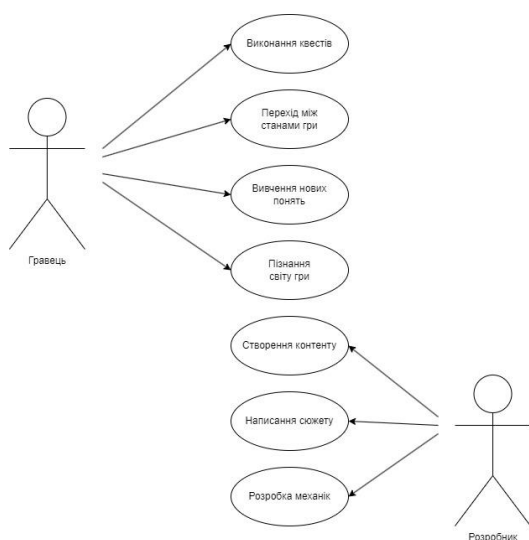 Виконання квестів
Перехід між
станами гри
Вивчення нових
понять
Гравець
Пізнання
світу гри
Створення контенту
Написання сюжету
Розробка механік
Розробник